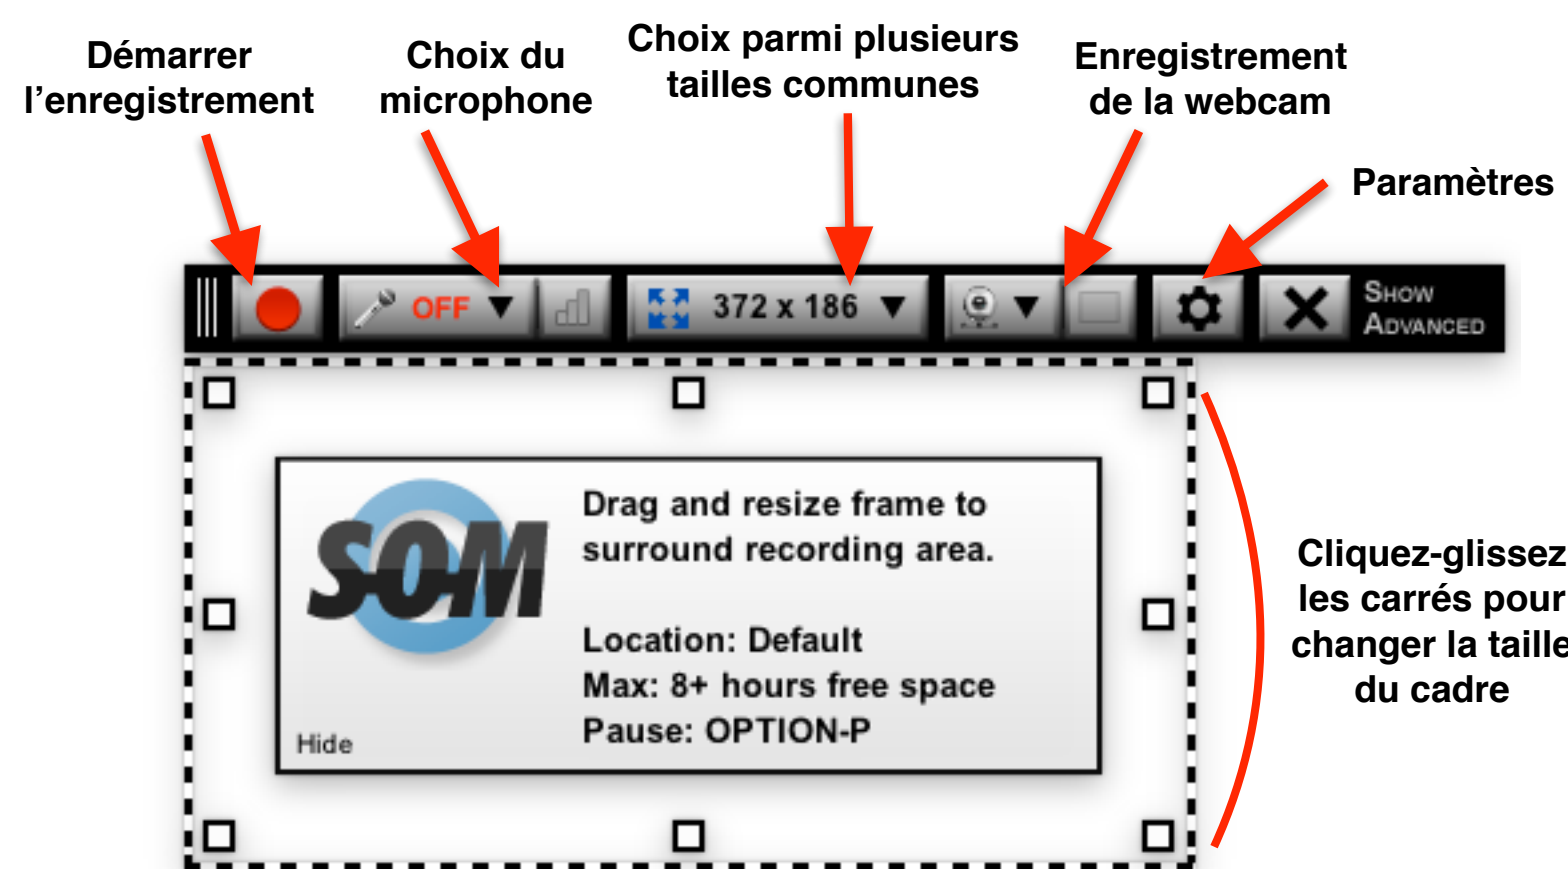 Démarrer
l’enregistrement
Choix du
microphone
Choix parmi plusieurs
tailles communes
Enregistrement
de la webcam
Paramètres
OFF
372 x 186
SHOW
ADVANCED
SOM
Drag and resize frame to
surround recording area.
Location: Default
Max: 8+ hours free space
Pause: OPTION-P
Hide
Cliquez-glissez
les carrés pour
changer la taille
du cadre